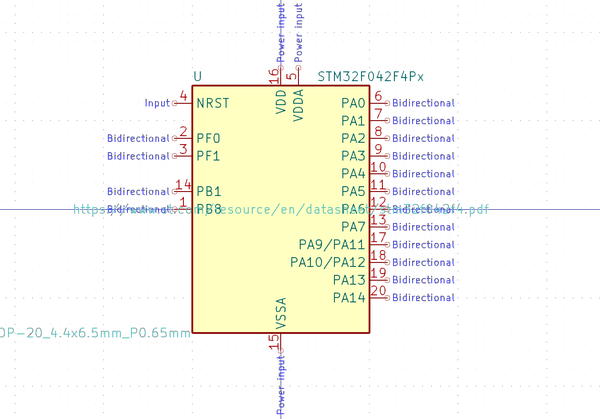 Power input
Power input
U
STM32F042F4Px
16
5
VDD
VDDA
Input
4
NRST
PA0
6
Bidirectional
PA1
7
Bidirectional
Bidirectional
2
PF0
PA2
8
Bidirectional
Bidirectional
3
PF1
PA3
9
Bidirectional
PA4
10
Bidirectional
Bidirectional
14
PB1
PA5
11
Bidirectional
Bidirectional
1
PB8
PA6
12
Bidirectional
PA7
13
Bidirectional
PA9/PA11
17
Bidirectional
PA10/PA12
18
Bidirectional
PA13
19
Bidirectional
PA14
20
Bidirectional
VSSA
OP-20_4.4x6.5mm_P0.65mm
15
Power input